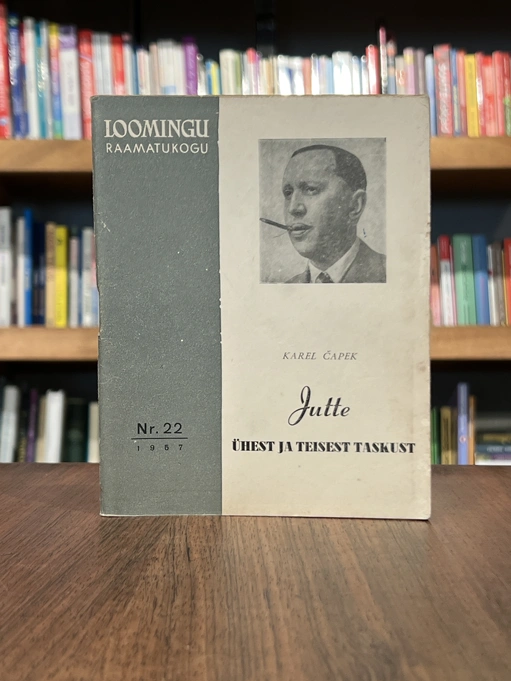 LOOMINGU
RAAMATUKOGU
KAREL ČAPEK
Jutte
ÜHEST JA TEISEST TASKUST
Nr. 22
1957